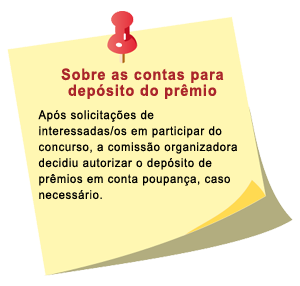 Sobre as contas para
depósito do prêmio
Após solicitações de
interessadas/os em participar do
concurso, a comissão organizadora
decidiu autorizar o depósito de
prêmios em conta poupança, caso
necessário.